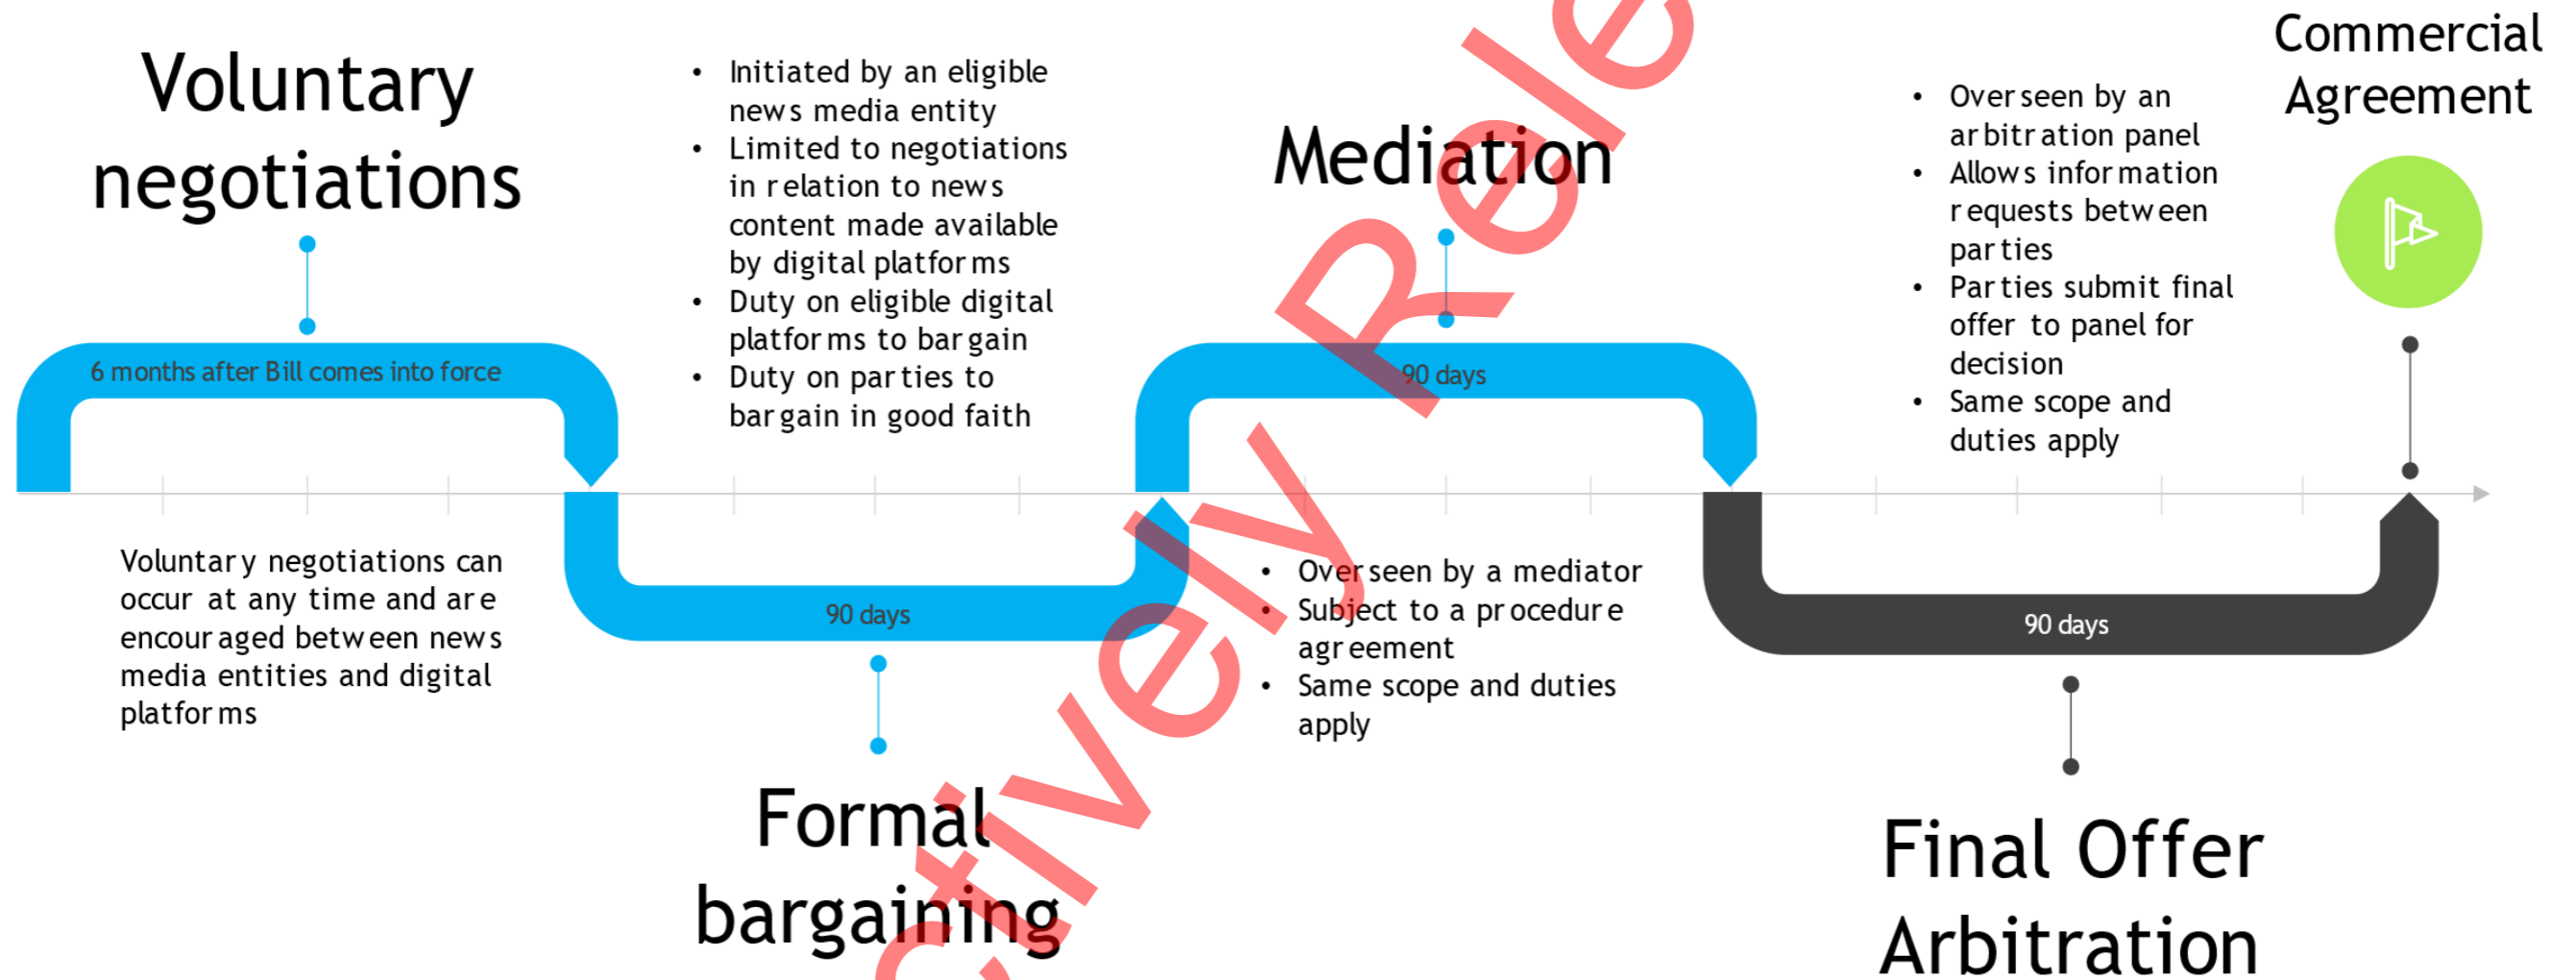 Voluntary
negotiations
6 months after Bill comes into force
Voluntary negotiations can
occur at any time and are
encouraged between news
media entities and digital
platforms
• Initiated by an eligible
news media entity
• Limited to negotiations
in relation to news
content made available
by digital platforms
• Duty on eligible digital
platforms to bargain
• Duty on parties to
bargain in good faith
90 days
Formal
bargaining
Mediation
90 days
• Overseen by a mediator
• Subject to a procedure
agreement
• Same scope and duties
apply
• Overseen by an
arbitration panel
• Allows information
requests between
parties
• Parties submit final
offer to panel for
decision
• Same scope and
duties apply
90 days
Final Offer
Arbitration
Commercial
Agreement
ctively Rele